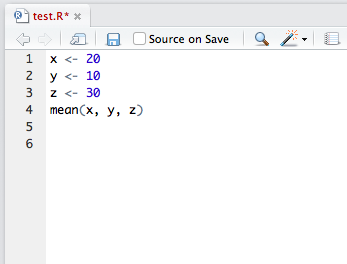 test.R*
Source on Save
1 x <- 20
2 y <- 10
3 z <- 30
4 mean(x, y, z)
5
6